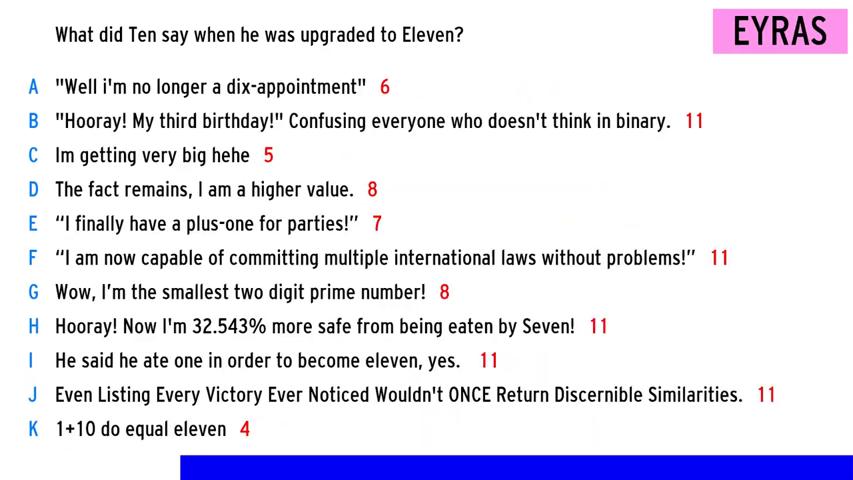 What did Ten say when he was upgraded to Eleven?
EYRAS
A "Well i'm no longer a dix-appointment" 6
B "Hooray! My third birthday!" Confusing everyone who doesn't think in binary. 11
C Im getting very big hehe 5
D The fact remains, I am a higher value. 8
E “I finally have a plus-one for parties!” 7
F “I am now capable of committing multiple international laws without problems!” 11
G Wow, I’m the smallest two digit prime number! 8
H Hooray! Now I'm 32.543% more safe from being eaten by Seven! 11
I He said he ate one in order to become eleven, yes. 11
J Even Listing Every Victory Ever Noticed Wouldn't ONCE Return Discernible Similarities. 11
K 1+10 do equal eleven 4